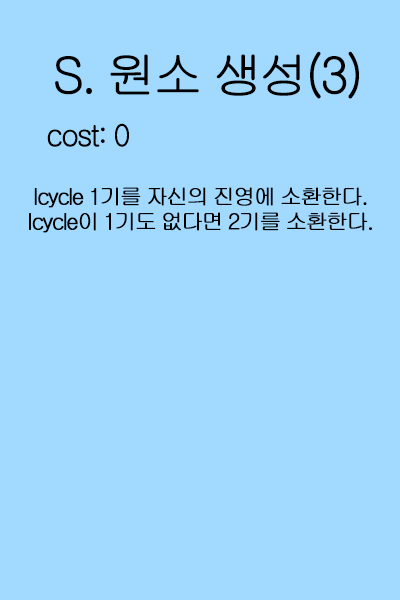 S. 원소 생성(3)
cost: 0
Icycle 1기를 자신의 진영에 소환한다.
Icycle이 1기도 없다면 2기를 소환한다.